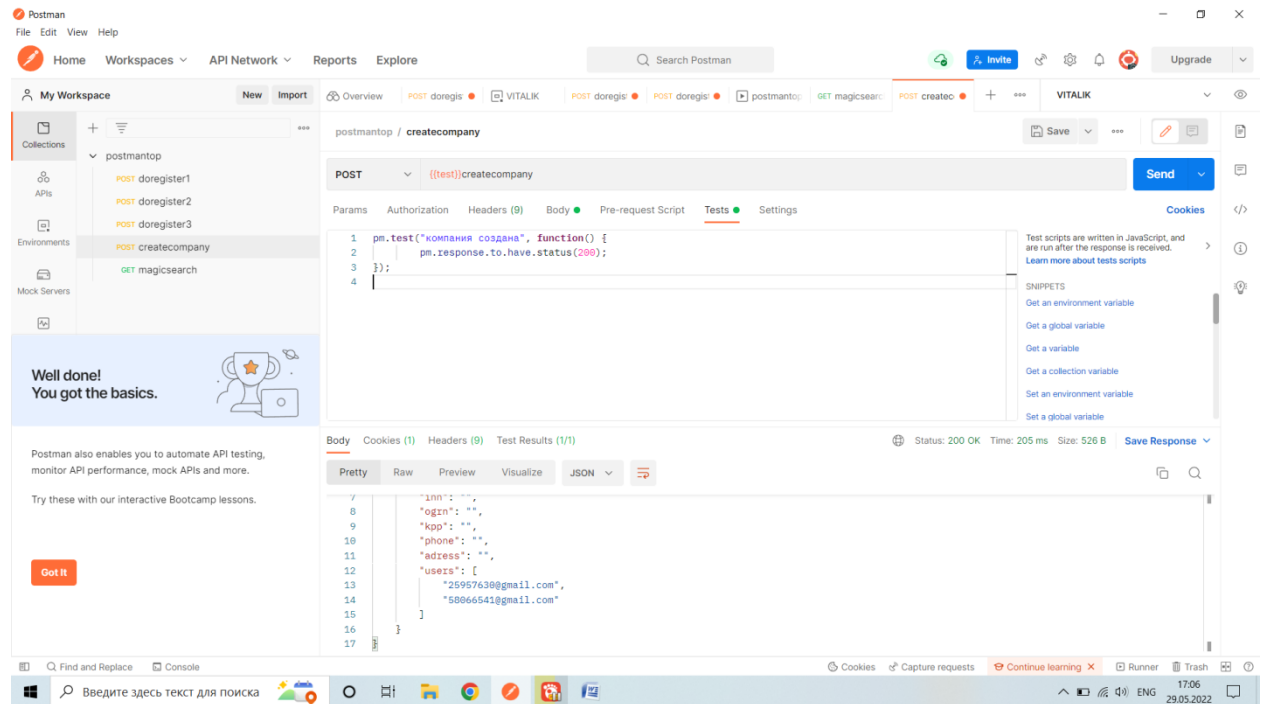 Postman
File Edit View Help
Home Workspaces API Network Reports Explore Search Postman Invite Upgrade
My Workspace New Import Overview POST doregis VITALIK POST doregis POST doregis postmantop GET magicsearc POST createc VITALIK
Collections
APIs
Environments
Mock Servers
postmantop
POST doregister1
POST doregister2
POST doregister3
POST createcompany
GET magicsearch
postmantop / createcompany Save
POST {{test}}createcompany Send
Params Authorization Headers (9) Body Pre-request Script Tests Settings Cookies
1 pm.test("компания создана", function() {
2 pm.response.to.have.status(200);
3 });
4
Test scripts are written in JavaScript, and
are run after the response is received.
Learn more about tests scripts
SNIPPETS
Get an environment variable
Get a global variable
Get a variable
Get a collection variable
Set an environment variable
Set a global variable
Well done!
You got the basics.
Postman also enables you to automate API testing,
monitor API performance, mock APIs and more.
Try these with our interactive Bootcamp lessons.
Got It
Body Cookies (1) Headers (9) Test Results (1/1) Status: 200 OK Time: 205 ms Size: 526 B Save Response
Pretty Raw Preview Visualize JSON
7 "inn": "",
8 "ogrn": "",
9 "kpp": "",
10 "phone": "",
11 "adress": "",
12 "users": [
13 "25957630@gmail.com",
14 "58066541@gmail.com"
15 ]
16 }
17 }
Find and Replace Console Cookies Capture requests Continue learning Runner Trash
Введите здесь текст для поиска ENG 17:06
29.05.2022